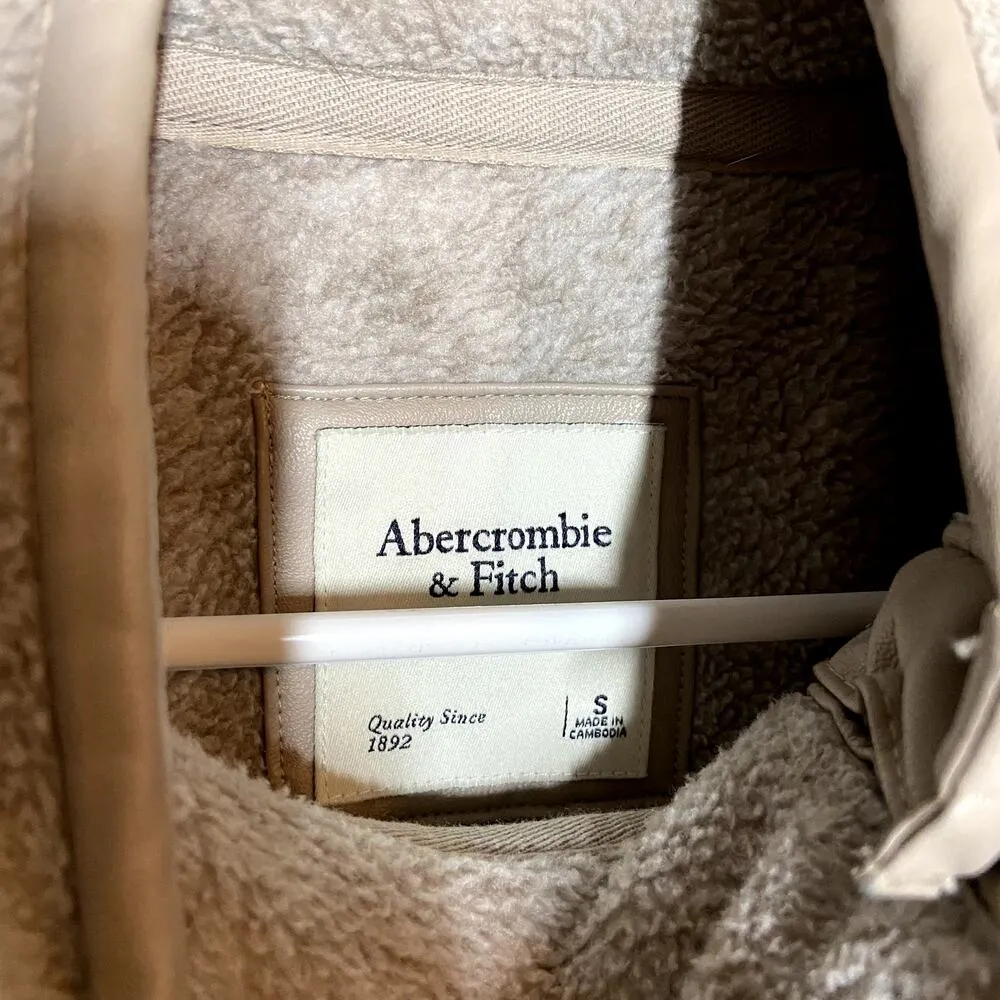 Abercrombie
& Fitch
Quality Since
1892
S
MADE IN
CAMBODIA